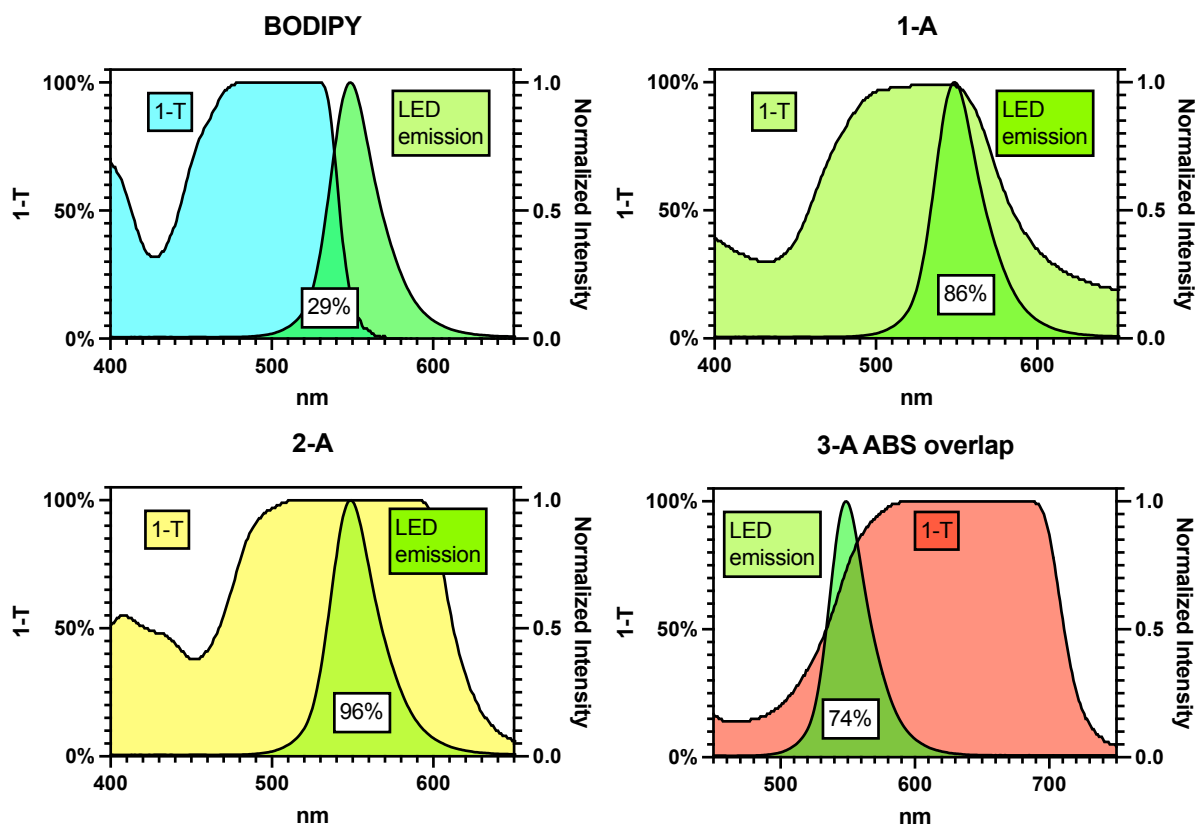 BODIPY
100%
50%
0%
1-T
1-T
LED
emission
29%
1.0
0.5
0.0
Normalized Intensity
400
500
600
nm
1-A
100%
50%
0%
1-T
1-T
LED
emission
86%
1.0
0.5
0.0
Normalized Intensity
400
500
600
nm
2-A
100%
50%
0%
1-T
1-T
LED
emission
96%
1.0
0.5
0.0
Normalized Intensity
400
500
600
nm
3-A ABS overlap
100%
50%
0%
1-T
LED
emission
1-T
74%
1.0
0.5
0.0
Normalized Intensity
500
600
700
nm